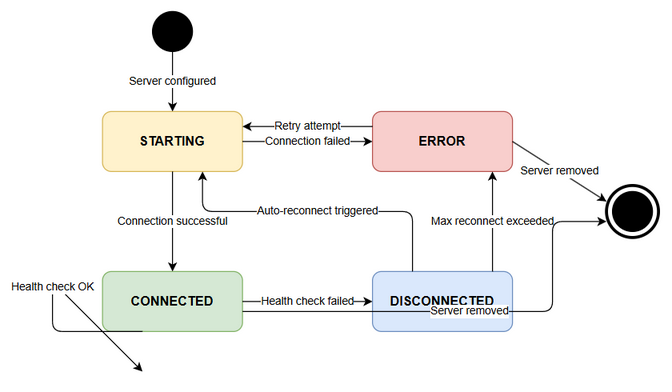 Server configured
Retry attempt
STARTING
Connection failed
ERROR
Server removed
Auto-reconnect triggered
Connection successful
Max reconnect exceeded
Health check OK
CONNECTED
Health check failed
DISCONNECTED
Server removed